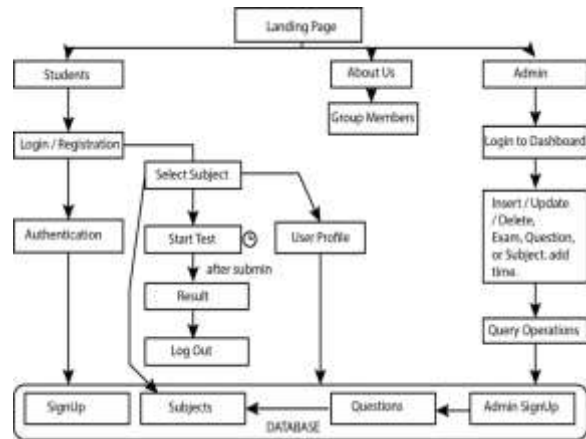 Landing Page
Students
About Us
Admin
Group Members
Login / Registration
Login to Dashboard
Select Subject
Insert / Update
/ Delete,
Exam, Question,
or Subject, add
time.
Authentication
Start Test
User Profile
after submin
Result
Query Operations
Log Out
SignUp
Subjects
Questions
Admin SignUp
DATABASE